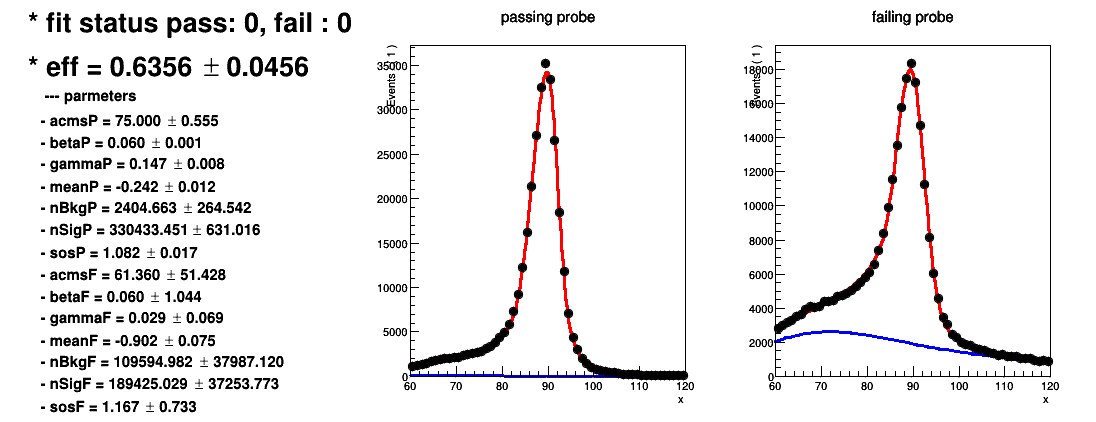 * fit status pass: 0, fail : 0
* eff = 0.6356 ± 0.0456
--- parmeters
- acmsP = 75.000 ± 0.555
- betaP = 0.060 ± 0.001
- gammaP = 0.147 ± 0.008
- meanP = -0.242 ± 0.012
- nBkgP = 2404.663 ± 264.542
- nSigP = 330433.451 ± 631.016
- sosP = 1.082 ± 0.017
- acmsF = 61.360 ± 51.428
- betaF = 0.060 ± 1.044
- gammaF = 0.029 ± 0.069
- meanF = -0.902 ± 0.075
- nBkgF = 109594.982 ± 37987.120
- nSigF = 189425.029 ± 37253.773
- sosF = 1.167 ± 0.733
passing probe
Events / ( 1 )
35000
30000
25000
20000
15000
10000
5000
0
60 70 80 90 100 110 120
x
failing probe
Events / ( 1 )
18000
16000
14000
12000
10000
8000
6000
4000
2000
0
60 70 80 90 100 110 120
x